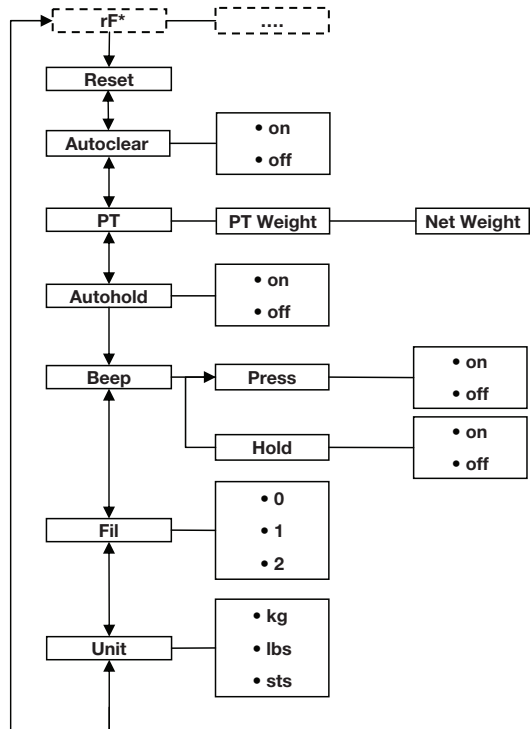 rF*
....
Reset
Autoclear
• on
• off
PT
PT Weight
Net Weight
Autohold
• on
• off
Beep
Press
• on
• off
Hold
• on
• off
Fil
• 0
• 1
• 2
Unit
• kg
• lbs
• sts